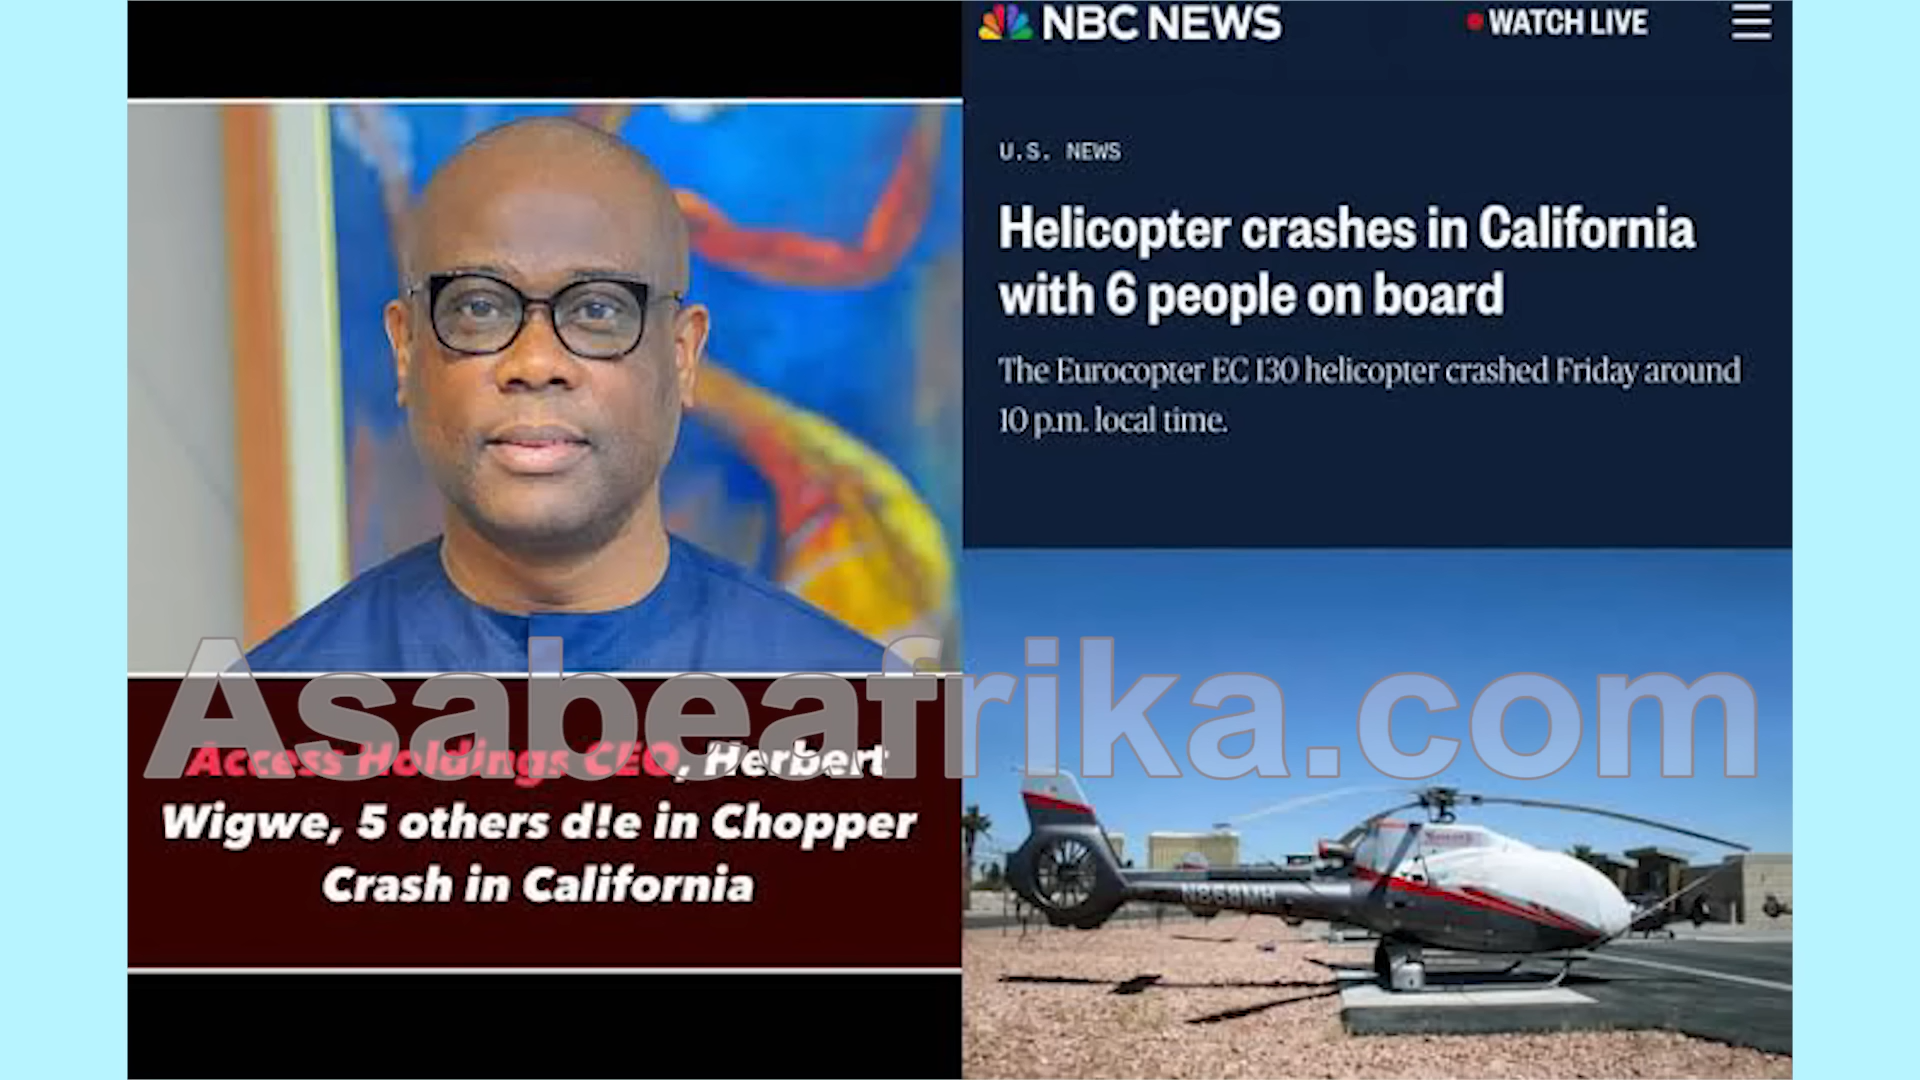 Access Holdings CEO, Herbert
Wigwe, 5 others d!e in Chopper
Crash in California
NBC NEWS
WATCH LIVE
U.S. NEWS
Helicopter crashes in California
with 6 people on board
The Eurocopter EC 130 helicopter crashed Friday around
10 p.m. local time.
Asabeafrika.com
N868MH